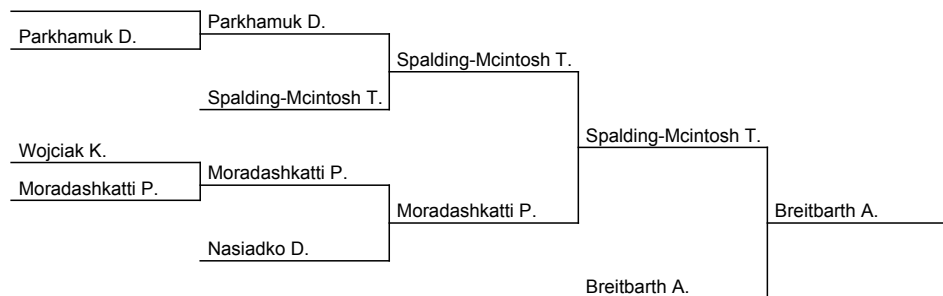 Parkhamuk D.
Parkhamuk D.
Spalding-Mcintosh T.
Spalding-Mcintosh T.
Spalding-Mcintosh T.
Wojciak K.
Moradashkatti P.
Moradashkatti P.
Moradashkatti P.
Breitbarth A.
Nasiadko D.
Breitbarth A.